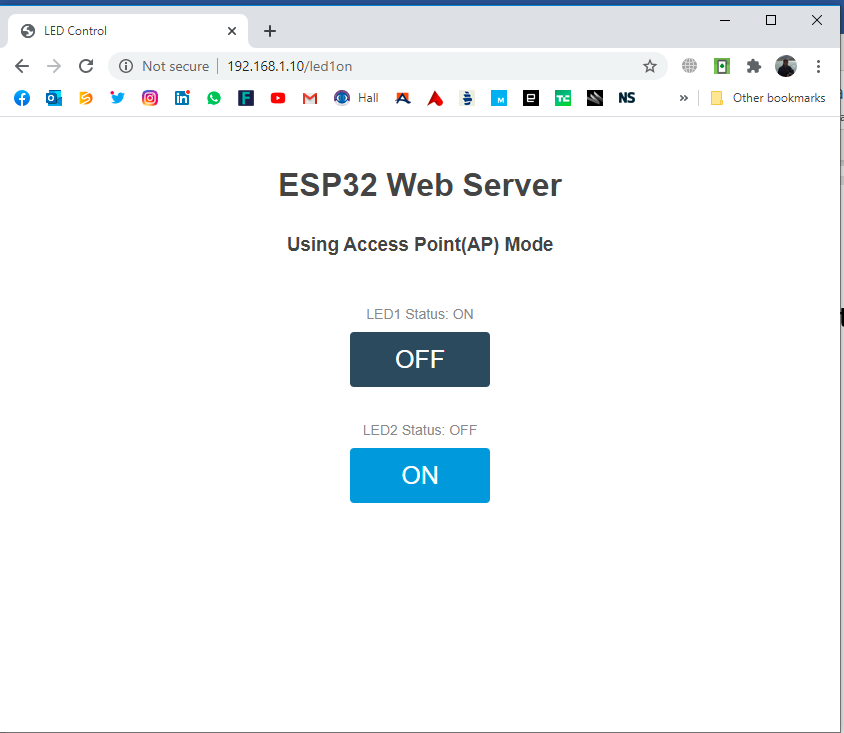 LED Control
Not secure 192.168.1.10/led1on
Hall M TC NS » Other bookmarks
ESP32 Web Server
Using Access Point(AP) Mode
LED1 Status: ON
OFF
LED2 Status: OFF
ON